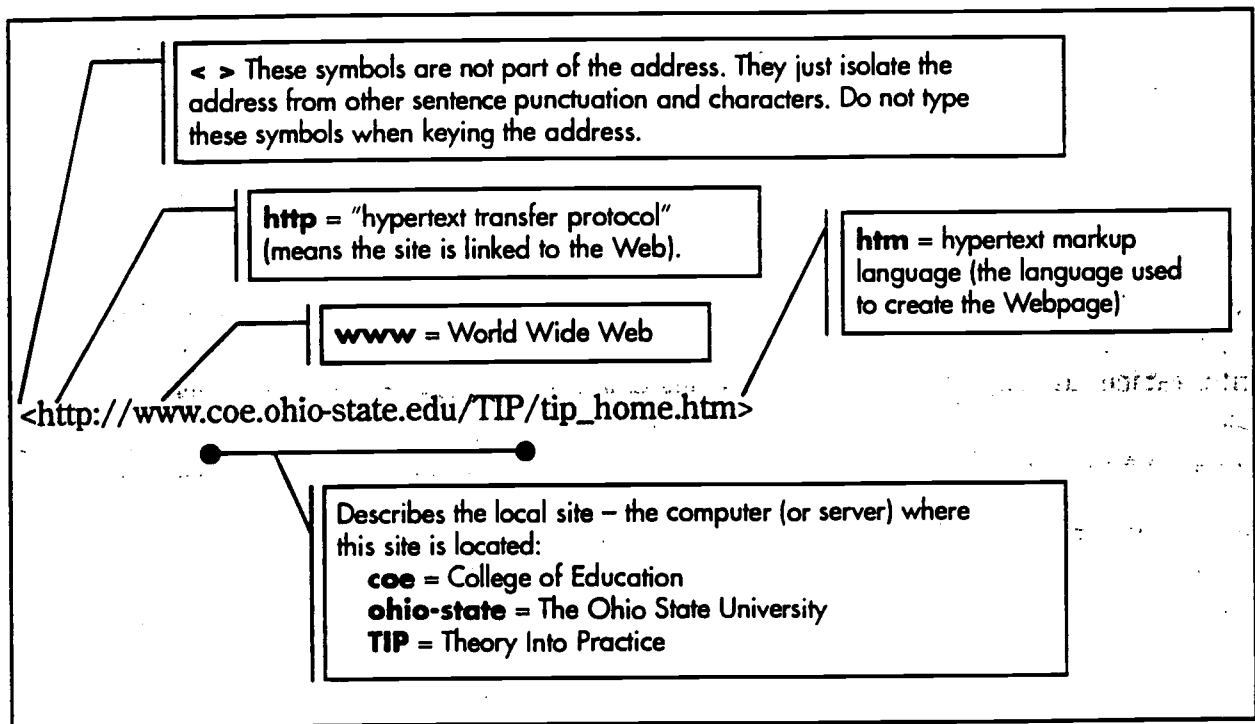 < > These symbols are not part of the address. They just isolate the
address from other sentence punctuation and characters. Do not type
these symbols when keying the address.
http = "hypertext transfer protocol"
(means the site is linked to the Web).
htm = hypertext markup
language (the language used
to create the Webpage)
www = World Wide Web
<http://www.coe.ohio-state.edu/TIP/tip_home.htm>
Describes the local site – the computer (or server) where
this site is located:
coe = College of Education
ohio-state = The Ohio State University
TIP = Theory Into Practice